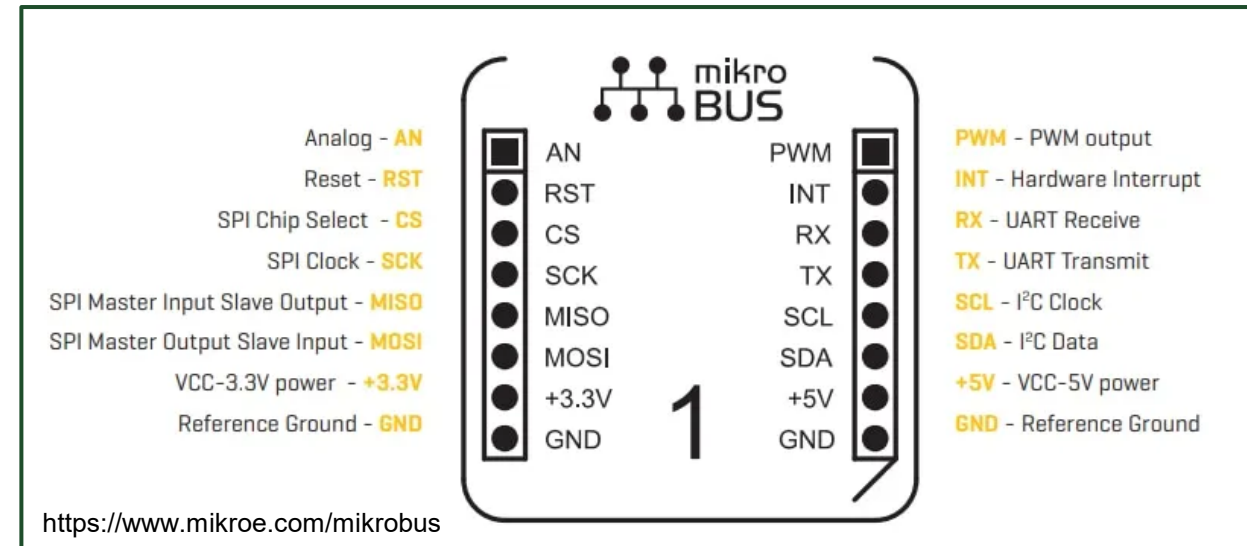 mikro
BUS
Analog - AN
Reset - RST
SPI Chip Select - CS
SPI Clock - SCK
SPI Master Input Slave Output - MISO
SPI Master Output Slave Input - MOSI
VCC-3.3V power - +3.3V
Reference Ground - GND
AN
RST
CS
SCK
MISO
MOSI
+3.3V
GND
1
PWM
INT
RX
TX
SCL
SDA
+5V
GND
PWM - PWM output
INT - Hardware Interrupt
RX - UART Receive
TX - UART Transmit
SCL - I²C Clock
SDA - I²C Data
+5V - VCC-5V power
GND - Reference Ground
https://www.mikroe.com/mikrobus